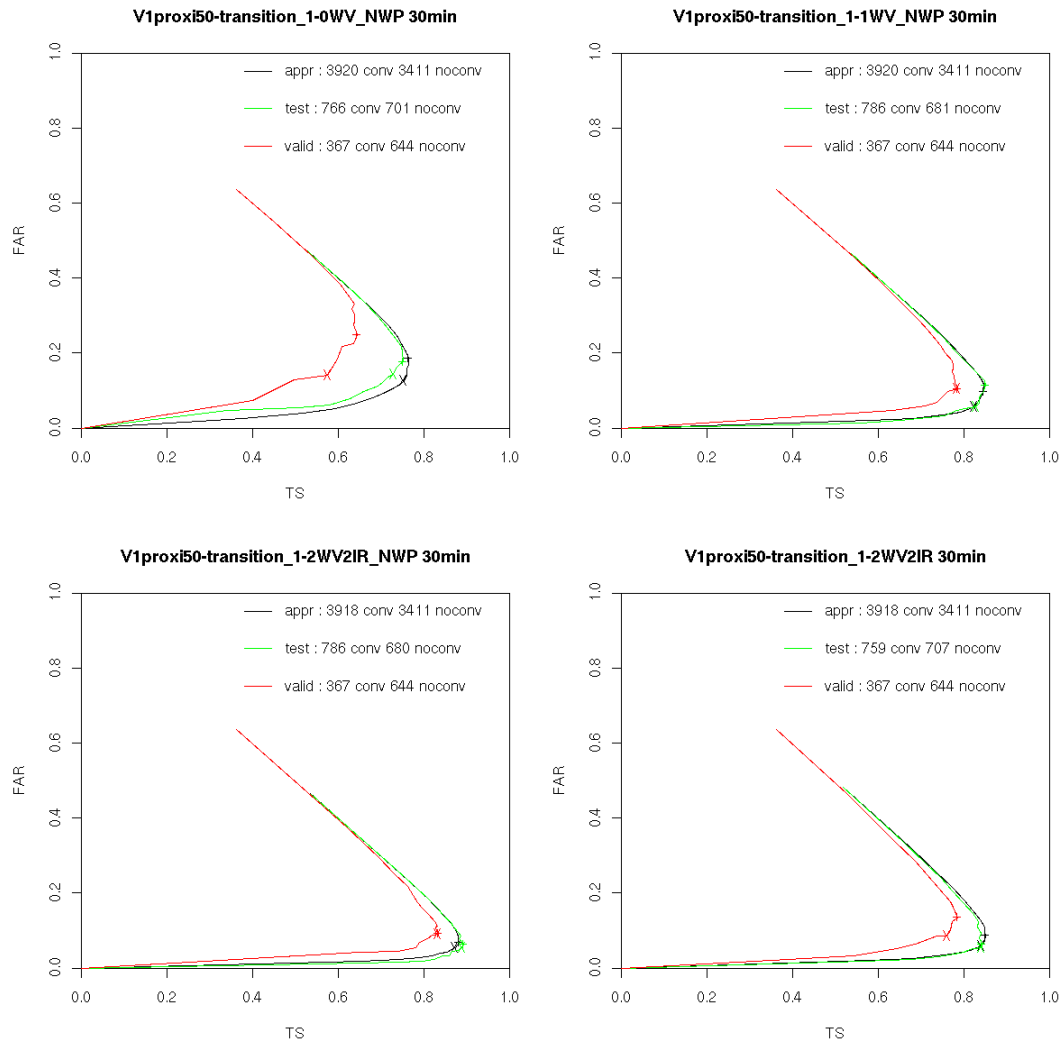 V1proxi50-transition_1-0WV_NWP 30min
appr : 3920 conv 3411 noconv
test : 766 conv 701 noconv
valid : 367 conv 644 noconv
FAR
0.0 0.2 0.4 0.6 0.8 1.0
0.0 0.2 0.4 0.6 0.8 1.0
TS
V1proxi50-transition_1-1WV_NWP 30min
appr : 3920 conv 3411 noconv
test : 786 conv 681 noconv
valid : 367 conv 644 noconv
FAR
0.0 0.2 0.4 0.6 0.8 1.0
0.0 0.2 0.4 0.6 0.8 1.0
TS
V1proxi50-transition_1-2WV2IR_NWP 30min
appr : 3918 conv 3411 noconv
test : 786 conv 680 noconv
valid : 367 conv 644 noconv
FAR
0.0 0.2 0.4 0.6 0.8 1.0
0.0 0.2 0.4 0.6 0.8 1.0
TS
V1proxi50-transition_1-2WV2IR 30min
appr : 3918 conv 3411 noconv
test : 759 conv 707 noconv
valid : 367 conv 644 noconv
FAR
0.0 0.2 0.4 0.6 0.8 1.0
0.0 0.2 0.4 0.6 0.8 1.0
TS